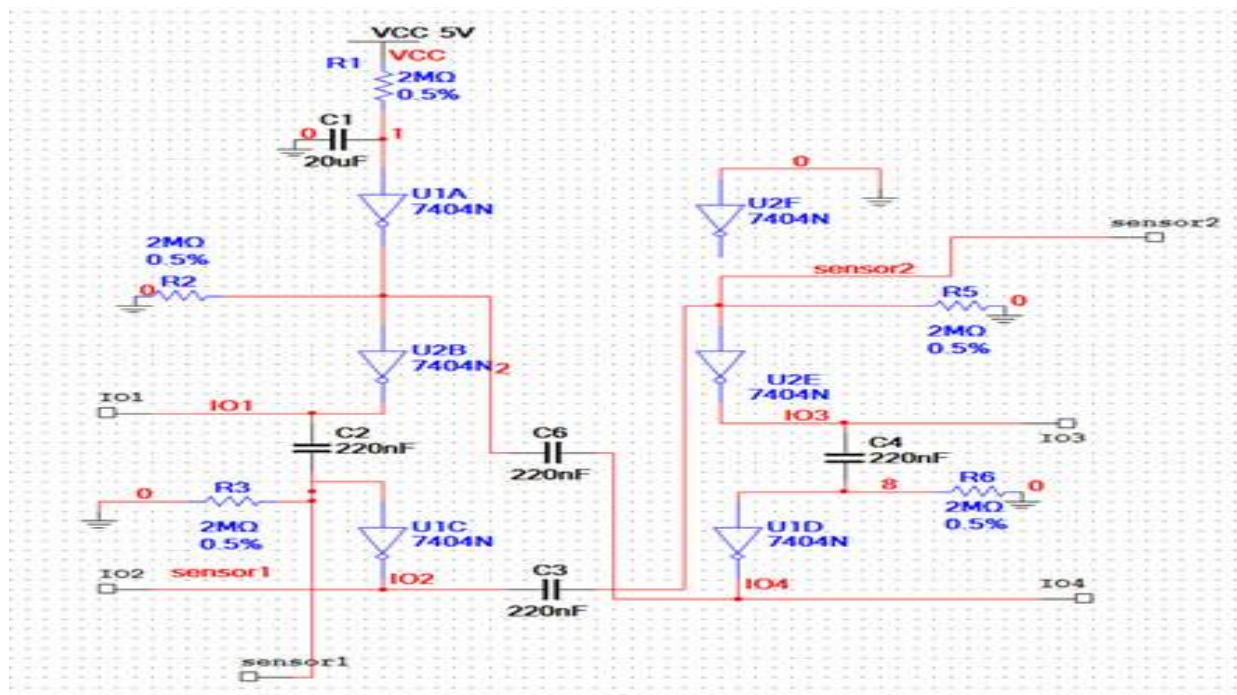 VCC 5V
VCC
R1
2MΩ
0.5%
C1
0
1
20uF
U1A
7404N
0
U2F
7404N
sensor2
2MΩ
0.5%
R2
0
sensor2
R5
0
2MΩ
0.5%
U2B
7404N
2
U2E
7404N
IO1
IO1
IO3
IO3
C2
220nF
C6
220nF
C4
220nF
0
R3
2MΩ
0.5%
8
R6
0
2MΩ
0.5%
U1C
7404N
U1D
7404N
IO2
sensor1
IO2
C3
220nF
IO4
IO4
sensor1